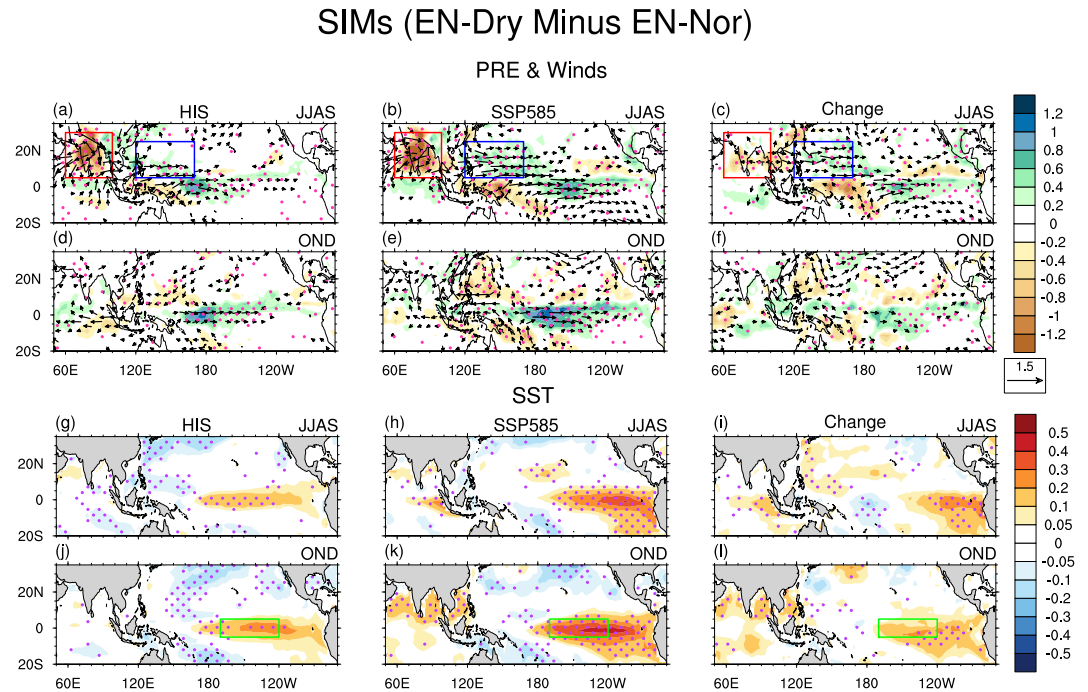 SIMs (EN-Dry Minus EN-Nor)
PRE & Winds
(a) HIS JJAS
(b) SSP585 JJAS
(c) Change JJAS
20N
0
20S
(d) OND
(e) OND
(f) OND
20N
0
20S
60E 120E 180 120W
60E 120E 180 120W
60E 120E 180 120W
1.2
1
0.8
0.6
0.4
0.2
0
-0.2
-0.4
-0.6
-0.8
-1
-1.2
1.5
SST
(g) HIS JJAS
(h) SSP585 JJAS
(i) Change JJAS
20N
0
20S
(j) OND
(k) OND
(l) OND
20N
0
20S
60E 120E 180 120W
60E 120E 180 120W
60E 120E 180 120W
0.5
0.4
0.3
0.2
0.1
0.05
0
-0.05
-0.1
-0.2
-0.3
-0.4
-0.5